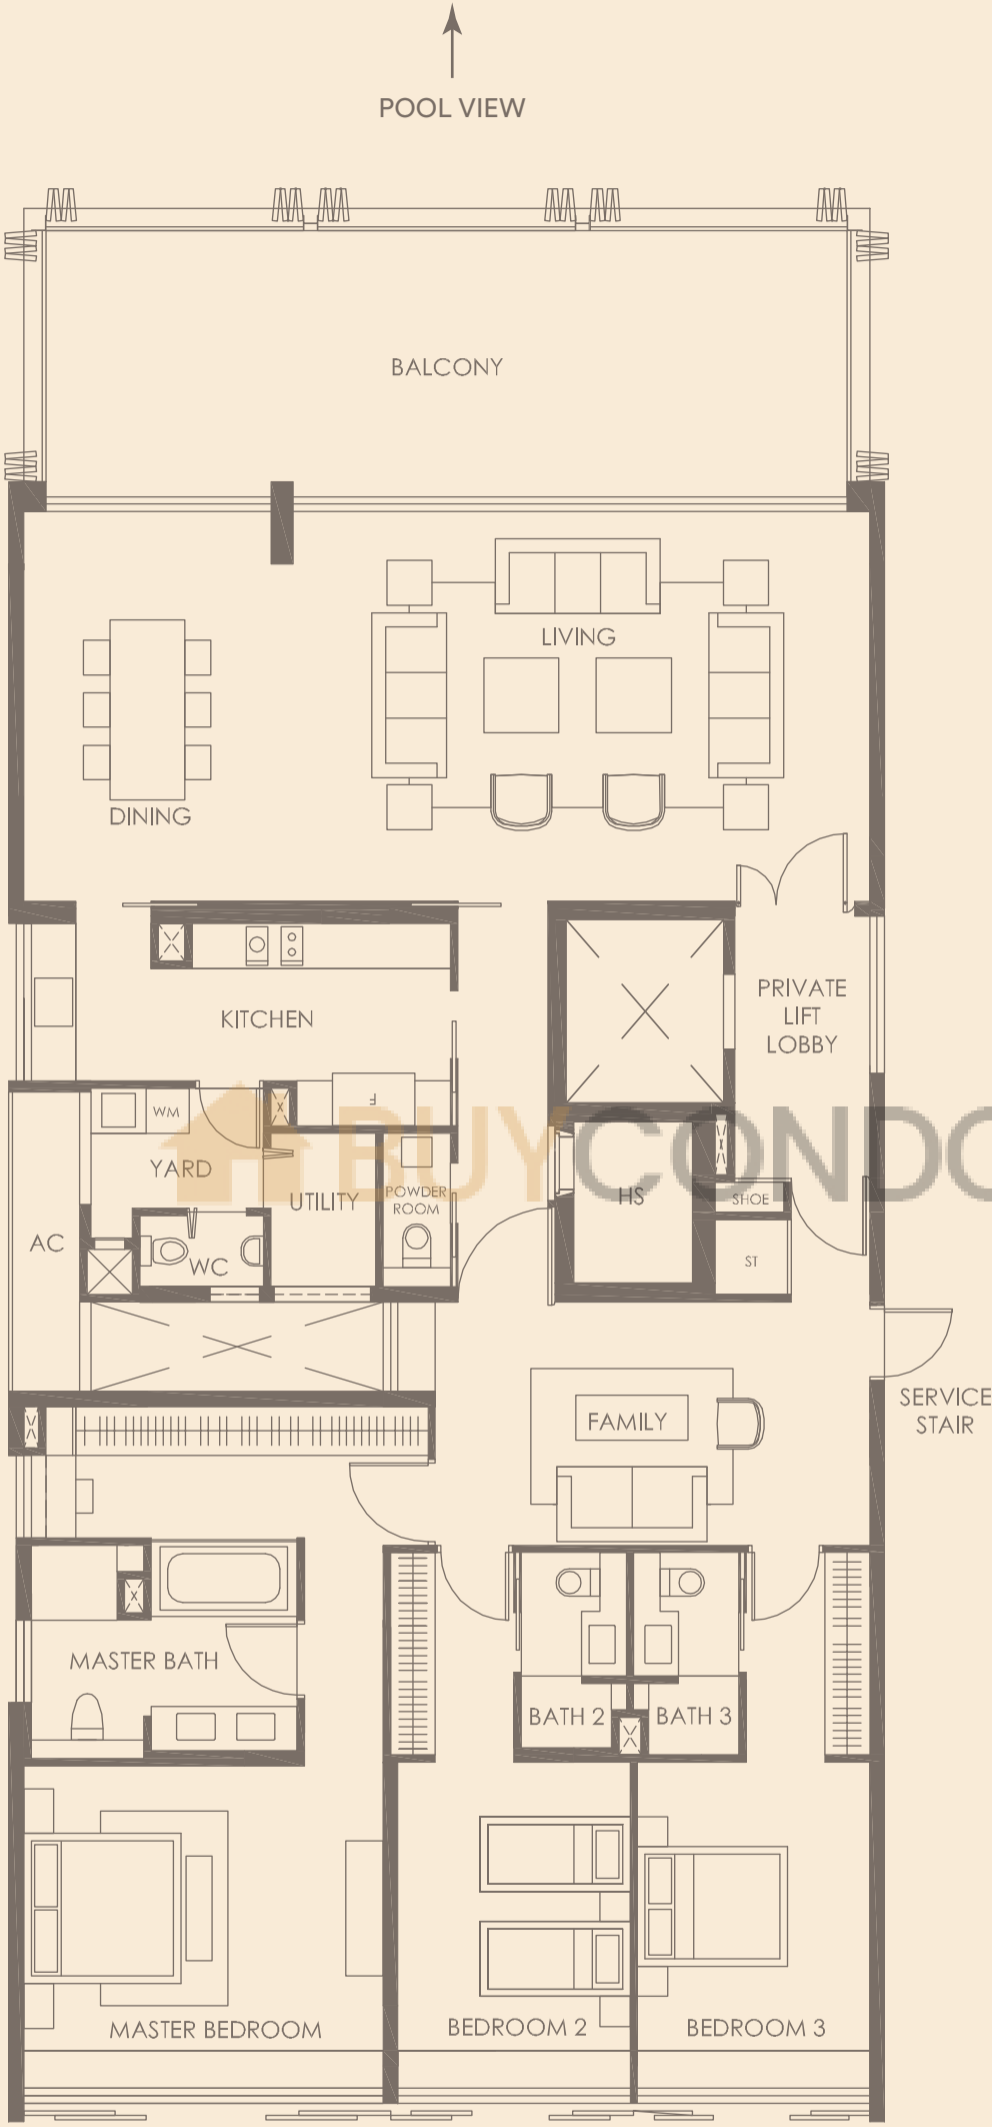 POOL VIEW
BALCONY
LIVING
DINING
KITCHEN
PRIVATE
LIFT
LOBBY
F
WM
YARD
UTILITY
POWDER
ROOM
HS
SHOE
BUYCONDO
AC
WC
ST
SERVICE
STAIR
FAMILY
MASTER BATH
BATH 2
BATH 3
MASTER BEDROOM
BEDROOM 2
BEDROOM 3